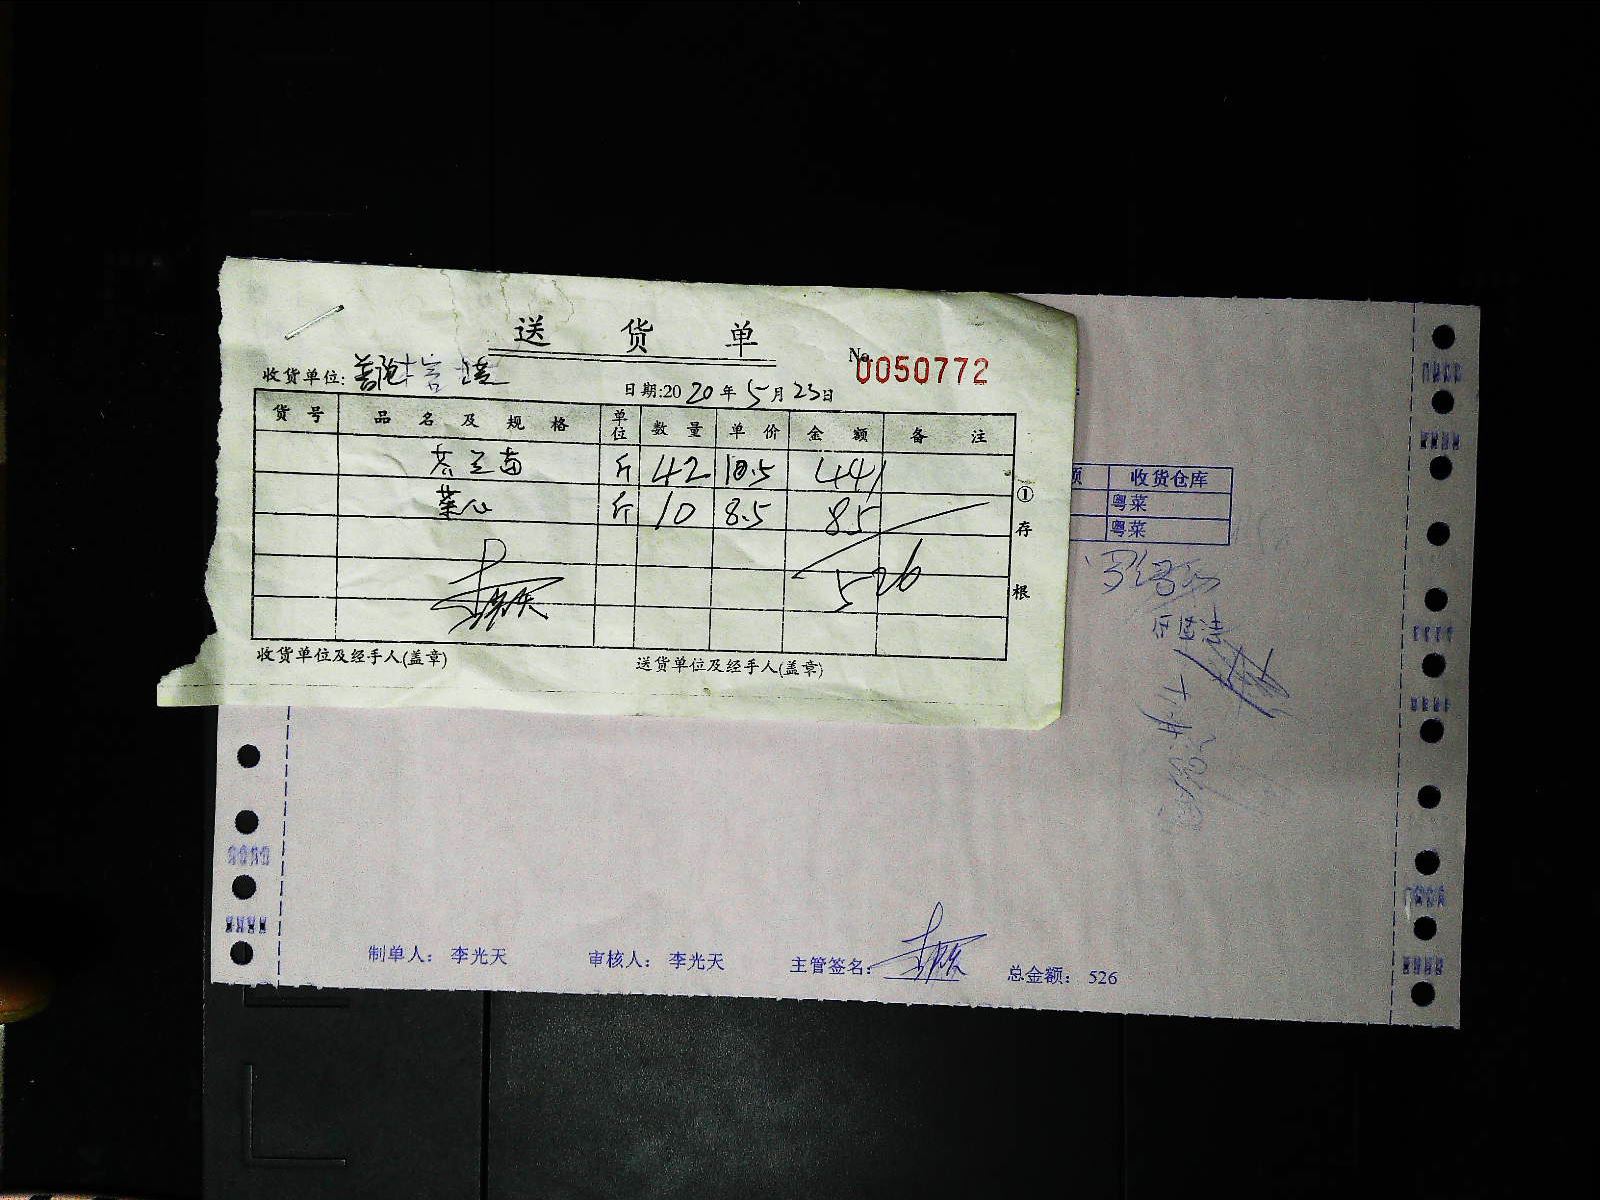 送货单
No. 0050772
收货单位:
日期:2020年5月23日
货号 品名及规格 单位 数量 单价 金额 备注
芥兰苗 斤 42 10.5 441
菜心 斤 10 8.5 85
526
①存根
收货单位及经手人(盖章) 送货单位及经手人(盖章)
收货仓库
粤菜
粤菜
制单人: 李光天 审核人: 李光天 主管签名: 总金额: 526